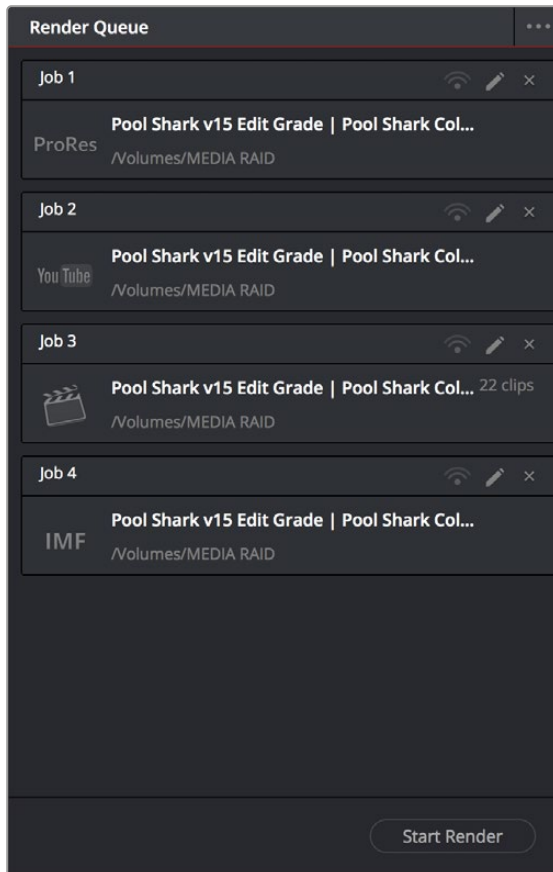 Render Queue
Job 1
ProRes
Pool Shark v15 Edit Grade | Pool Shark Col...
/Volumes/MEDIA RAID
Job 2
You Tube
Pool Shark v15 Edit Grade | Pool Shark Col...
/Volumes/MEDIA RAID
Job 3
Pool Shark v15 Edit Grade | Pool Shark Col... 22 clips
/Volumes/MEDIA RAID
Job 4
IMF
Pool Shark v15 Edit Grade | Pool Shark Col...
/Volumes/MEDIA RAID
Start Render